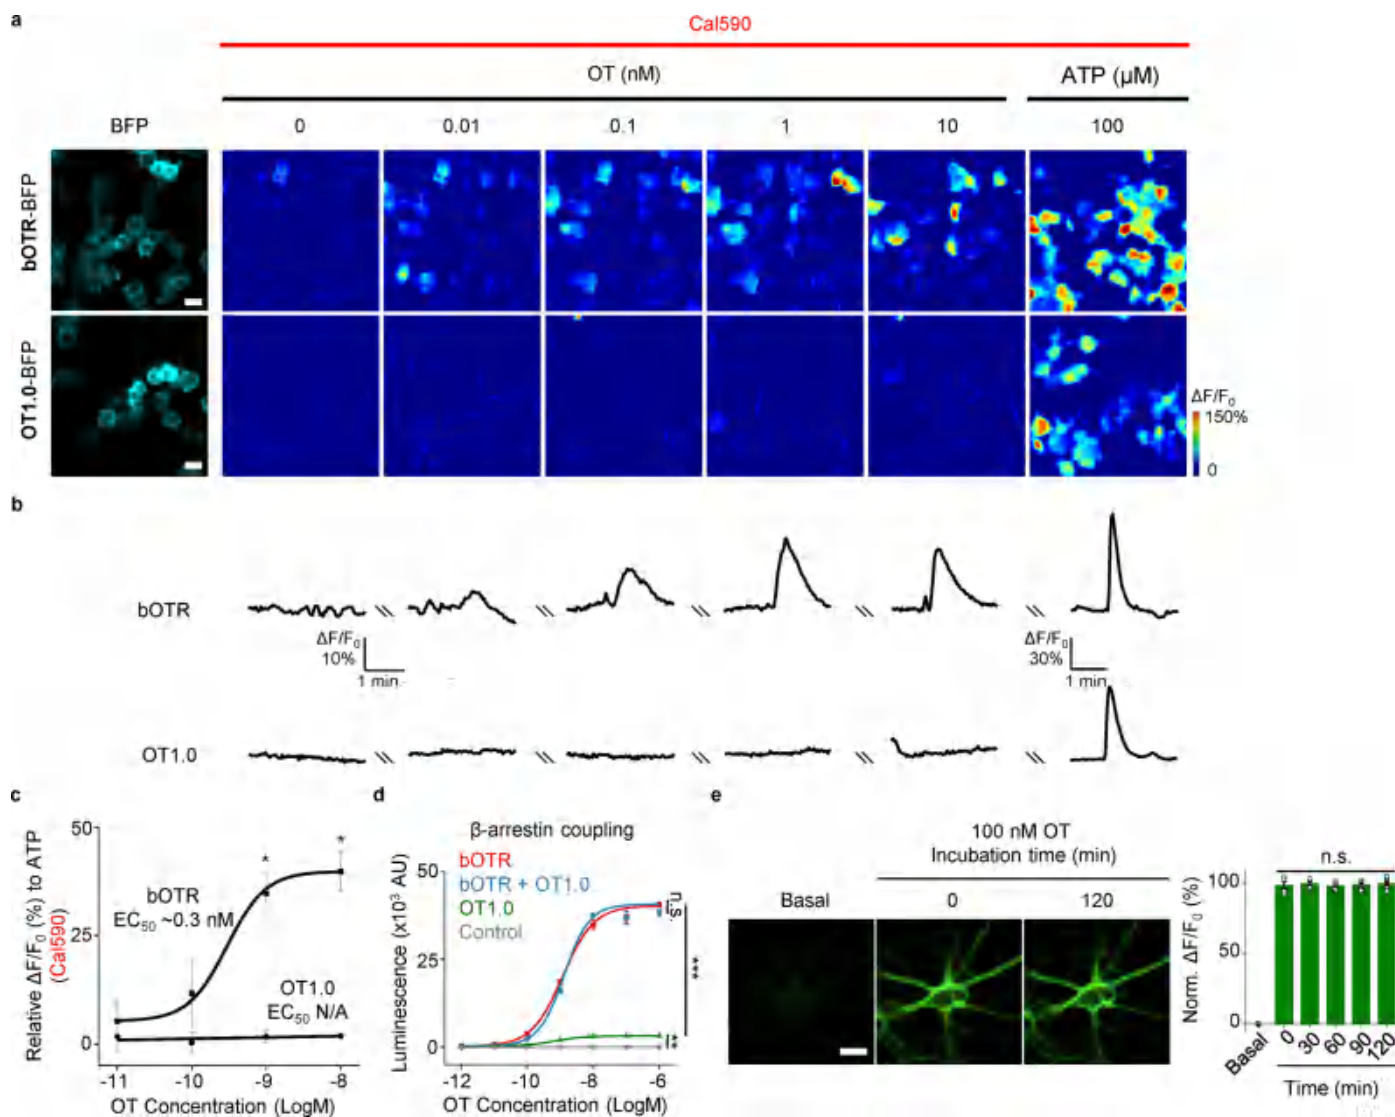 a
Cal590
OT (nM)
ATP (µM)
BFP
0
0.01
0.1
1
10
100
bOTR-BFP
OT1.0-BFP
ΔF/F0
150%
0
b
bOTR
ΔF/F0
10%
1 min
ΔF/F0
30%
1 min
OT1.0
c
Relative ΔF/F0 (%) to ATP
(Cal590)
50
25
0
*
*
bOTR
EC50 ~0.3 nM
OT1.0
EC50 N/A
-11
-10
-9
-8
OT Concentration (LogM)
d
β-arrestin coupling
Luminescence (x10³ AU)
50
25
0
bOTR
bOTR + OT1.0
OT1.0
Control
n.s.
***
**
-12
-10
-8
-6
OT Concentration (LogM)
e
100 nM OT
Incubation time (min)
Basal
0
120
Norm. ΔF/F0 (%)
n.s.
100
50
0
Basal
0
30
60
90
120
Time (min)